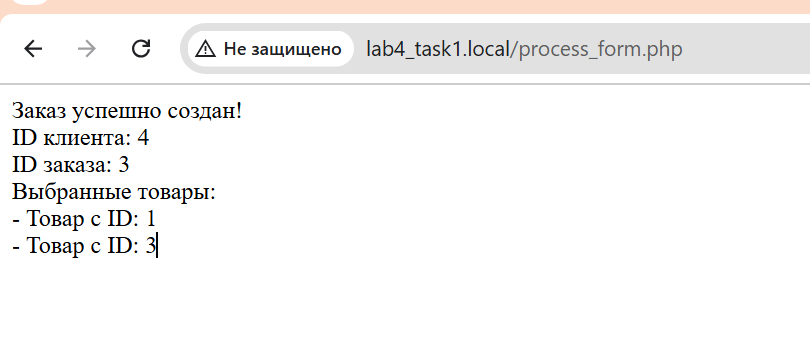 Не защищено lab4_task1.local/process_form.php
Заказ успешно создан!
ID клиента: 4
ID заказа: 3
Выбранные товары:
- Товар с ID: 1
- Товар с ID: 3